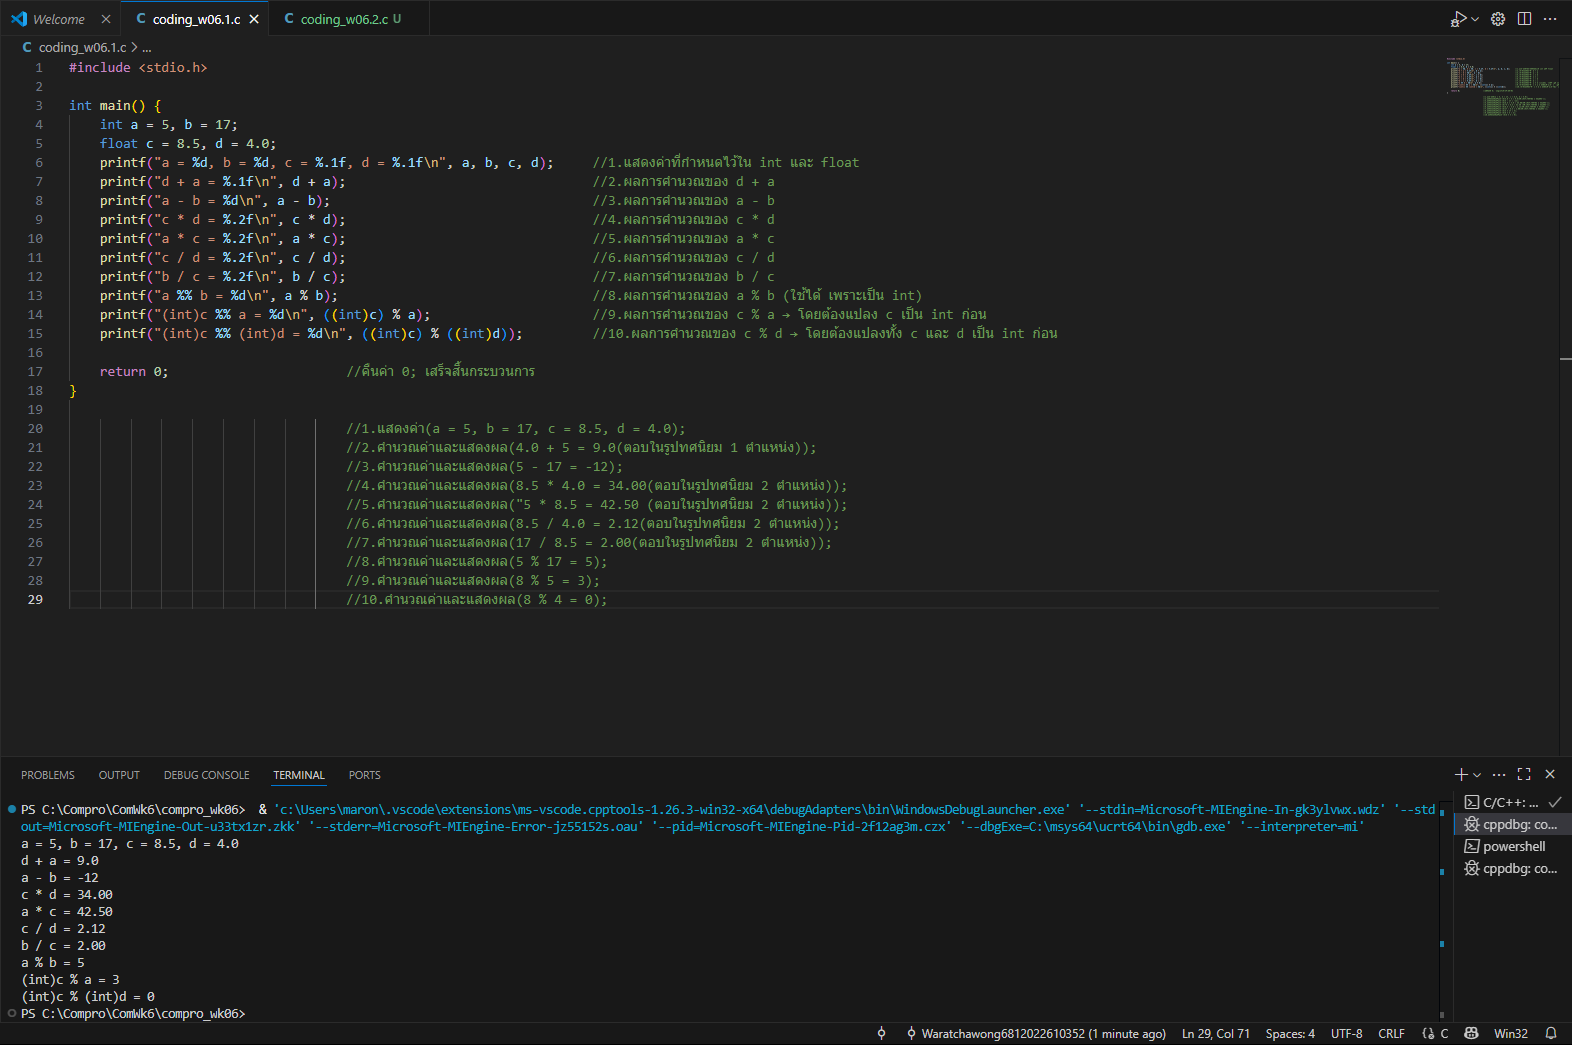 Welcome
coding_w06.1.c
coding_w06.2.c U
C coding_w06.1.c > ...
1 #include <stdio.h>
2
3 int main() {
4 int a = 5, b = 17;
5 float c = 8.5, d = 4.0;
6 printf("a = %d, b = %d, c = %.1f, d = %.1f\n", a, b, c, d); //1.แสดงค่าที่กำหนดไว้ใน int และ float
7 printf("d + a = %.1f\n", d + a); //2.ผลการคำนวณของ d + a
8 printf("a - b = %d\n", a - b); //3.ผลการคำนวณของ a - b
9 printf("c * d = %.2f\n", c * d); //4.ผลการคำนวณของ c * d
10 printf("a * c = %.2f\n", a * c); //5.ผลการคำนวณของ a * c
11 printf("c / d = %.2f\n", c / d); //6.ผลการคำนวณของ c / d
12 printf("b / c = %.2f\n", b / c); //7.ผลการคำนวณของ b / c
13 printf("a %% b = %d\n", a % b); //8.ผลการคำนวณของ a % b (ใช้ได้ เพราะเป็น int)
14 printf("(int)c %% a = %d\n", ((int)c) % a); //9.ผลการคำนวณของ c % a → โดยต้องแปลง c เป็น int ก่อน
15 printf("(int)c %% (int)d = %d\n", ((int)c) % ((int)d)); //10.ผลการคำนวณของ c % d → โดยต้องแปลงทั้ง c และ d เป็น int ก่อน
16
17 return 0; //คืนค่า 0; เสร็จสิ้นกระบวนการ
18 }
19
20 //1.แสดงค่า(a = 5, b = 17, c = 8.5, d = 4.0);
21 //2.คำนวณค่าและแสดงผล(4.0 + 5 = 9.0(ตอบในรูปทศนิยม 1 ตำแหน่ง));
22 //3.คำนวณค่าและแสดงผล(5 - 17 = -12);
23 //4.คำนวณค่าและแสดงผล(8.5 * 4.0 = 34.00(ตอบในรูปทศนิยม 2 ตำแหน่ง));
24 //5.คำนวณค่าและแสดงผล("5 * 8.5 = 42.50 (ตอบในรูปทศนิยม 2 ตำแหน่ง));
25 //6.คำนวณค่าและแสดงผล(8.5 / 4.0 = 2.12(ตอบในรูปทศนิยม 2 ตำแหน่ง));
26 //7.คำนวณค่าและแสดงผล(17 / 8.5 = 2.00(ตอบในรูปทศนิยม 2 ตำแหน่ง));
27 //8.คำนวณค่าและแสดงผล(5 % 17 = 5);
28 //9.คำนวณค่าและแสดงผล(8 % 5 = 3);
29 //10.คำนวณค่าและแสดงผล(8 % 4 = 0);
PROBLEMS OUTPUT DEBUG CONSOLE TERMINAL PORTS
PS C:\Compro\ComWk6\compro_wk06> & 'c:\Users\maron\.vscode\extensions\ms-vscode.cpptools-1.26.3-win32-x64\debugAdapters\bin\WindowsDebugLauncher.exe' '--stdin=Microsoft-MIEngine-In-gk3ylvwx.wdz' '--std
out=Microsoft-MIEngine-Out-u33tx1zr.zkk' '--stderr=Microsoft-MIEngine-Error-jz55152s.oau' '--pid=Microsoft-MIEngine-Pid-2f12ag3m.czx' '--dbgExe=C:\msys64\ucrt64\bin\gdb.exe' '--interpreter=mi'
a = 5, b = 17, c = 8.5, d = 4.0
d + a = 9.0
a - b = -12
c * d = 34.00
a * c = 42.50
c / d = 2.12
b / c = 2.00
a % b = 5
(int)c % a = 3
(int)c % (int)d = 0
PS C:\Compro\ComWk6\compro_wk06>
C/C++: ...
cppdbg: co...
powershell
cppdbg: co...
Waratchawong6812022610352 (1 minute ago) Ln 29, Col 71 Spaces: 4 UTF-8 CRLF {} C Win32